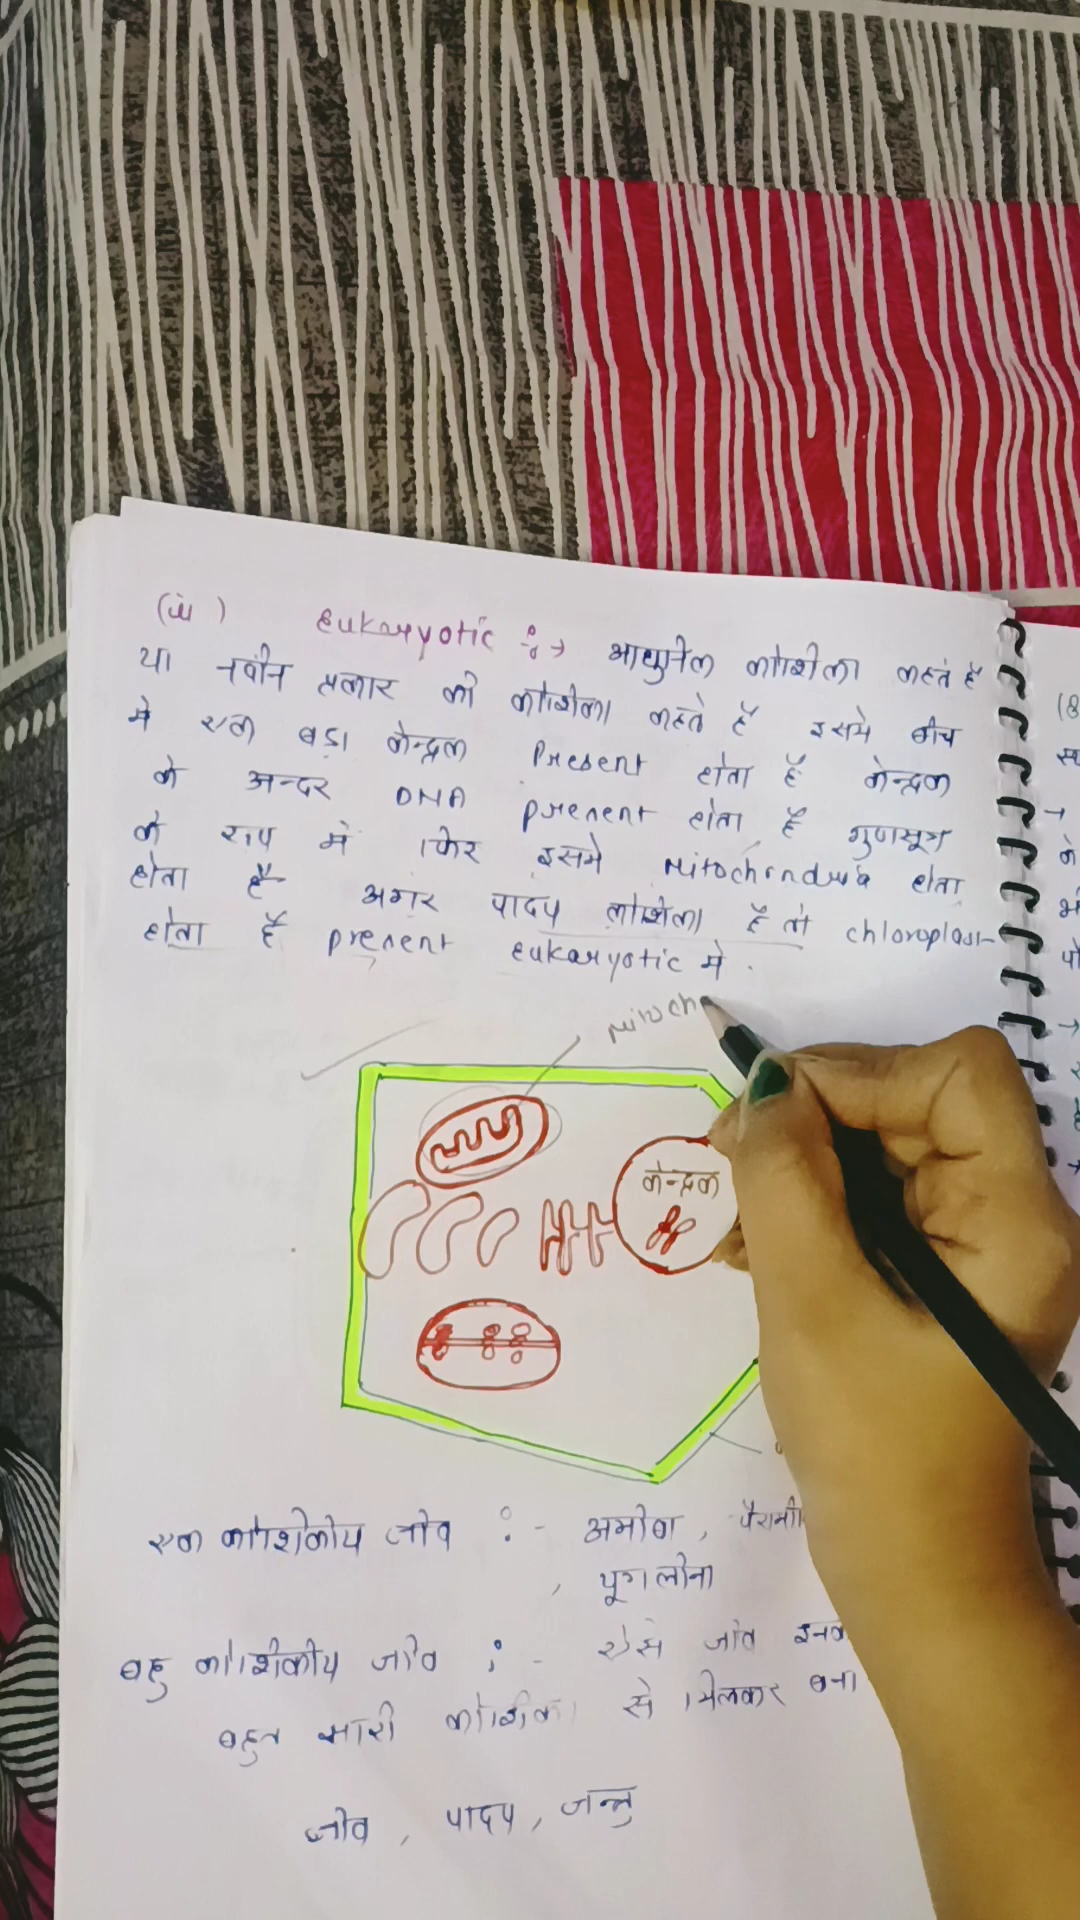 (ii) Eukaryotic :→ आधुनिक कोशिका कहते है
या नवीन प्रकार की कोशिका कहते है इसमे बीच
मे एक बड़ा केन्द्रक Present होता है केन्द्रक
के अन्दर DNA present होता है गुणसूत्र
के रूप मे फिर इसमे mitochondria होता
होता है अगर पादप कोशिका है तो chloroplast
होता है present eukaryotic मे .
mitoch
केन्द्रक
एक कोशिकीय जीव :- अमीबा ,
, यूग्लीना
बहु कोशिकीय जीव :- ऐसे जीव
बहुत सारी कोशिका से मिलकर बना
जीव , पादप , जन्तु